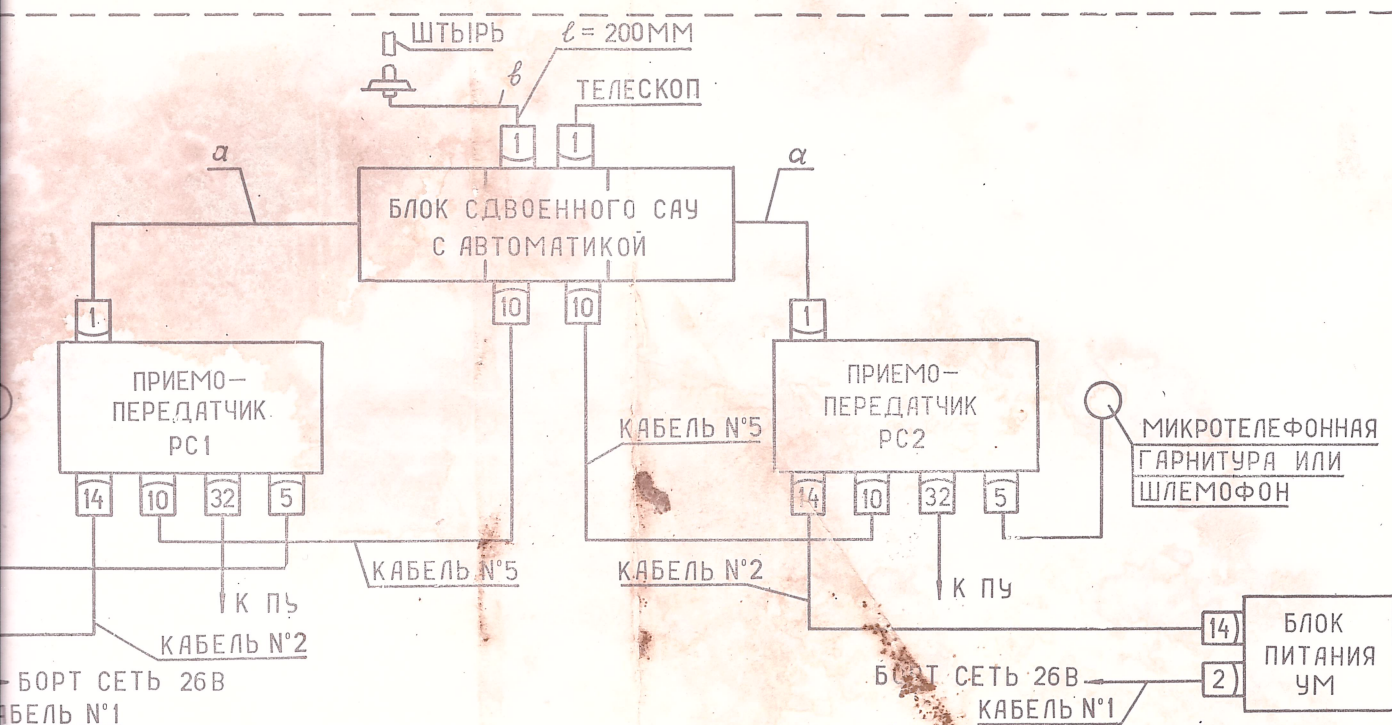 ШТЫРЬ
ℓ = 200ММ
в
ТЕЛЕСКОП
1
1
а
а
БЛОК СДВОЕННОГО САУ
С АВТОМАТИКОЙ
10
10
1
1
ПРИЕМО-
ПЕРЕДАТЧИК
РС1
ПРИЕМО-
ПЕРЕДАТЧИК
РС2
КАБЕЛЬ №5
МИКРОТЕЛЕФОННАЯ
ГАРНИТУРА ИЛИ
ШЛЕМОФОН
14
10
32
5
14
10
32
5
КАБЕЛЬ №5
КАБЕЛЬ №2
К ПУ
К ПУ
КАБЕЛЬ №2
14
БЛОК
ПИТАНИЯ
УМ
2
БОРТ СЕТЬ 26В
БОРТ СЕТЬ 26В
АБЕЛЬ №1
КАБЕЛЬ №1